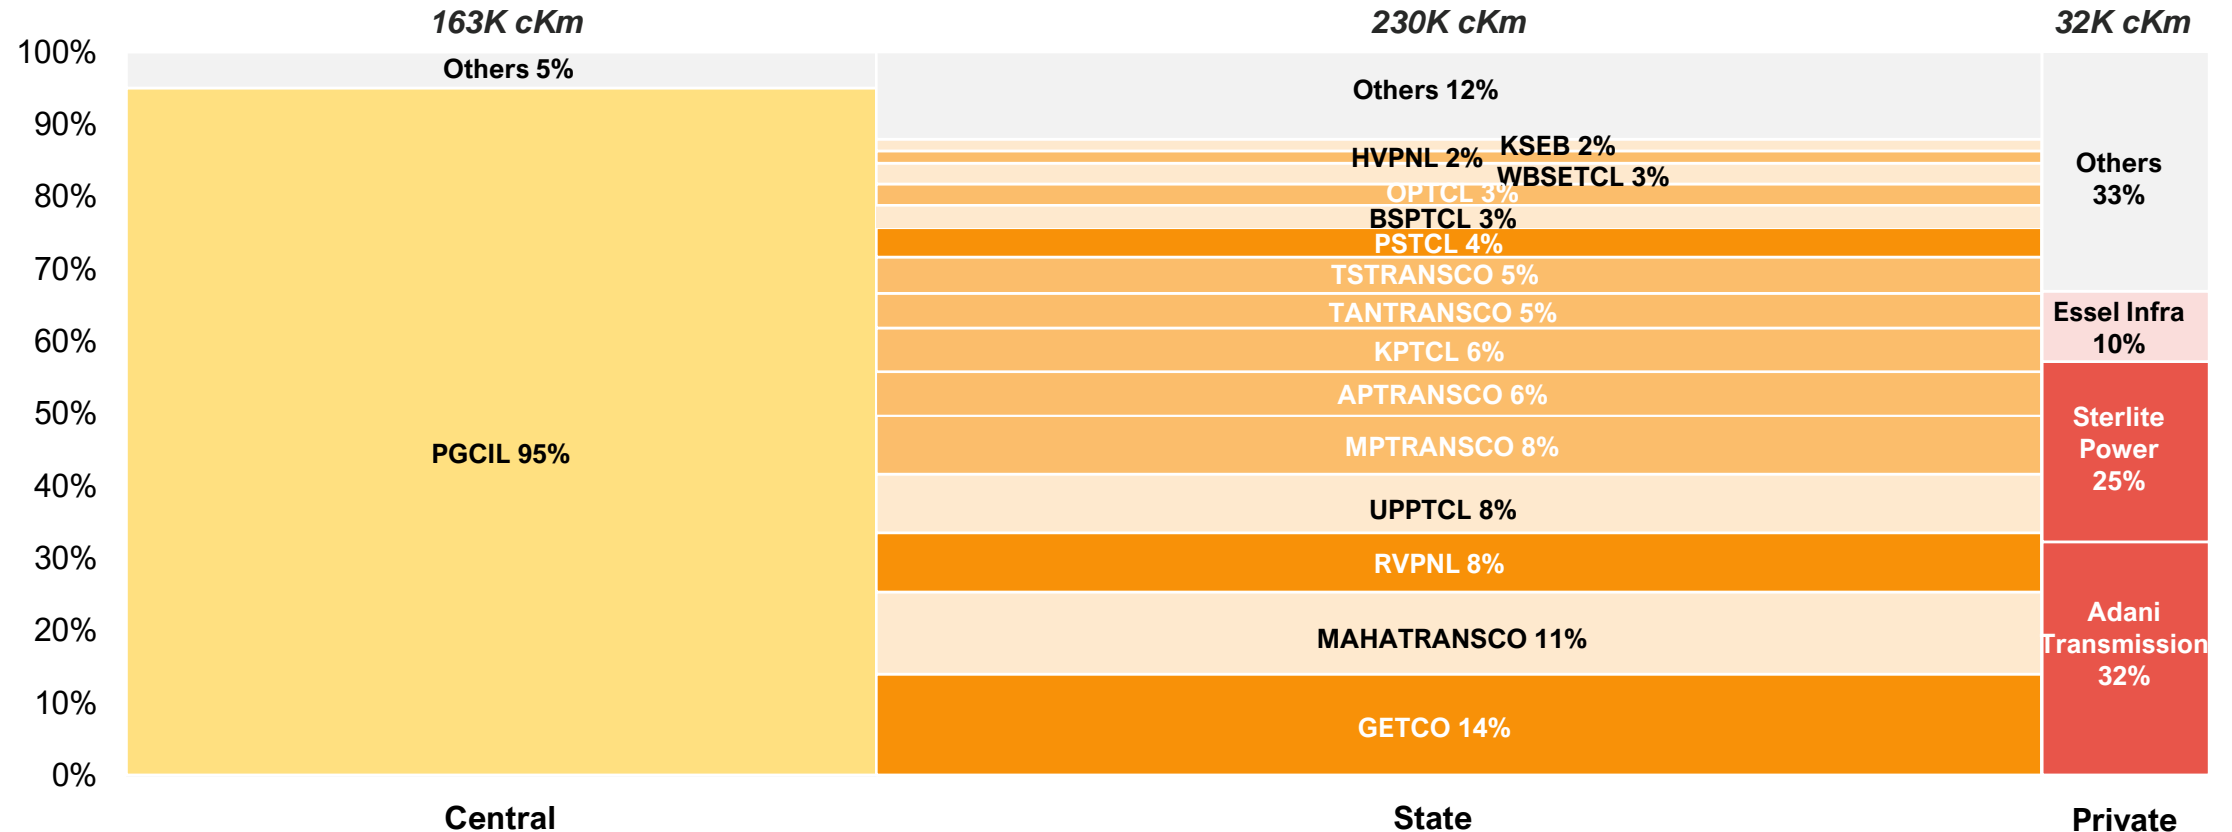 163K cKm
230K cKm
32K cKm
100%
90%
80%
70%
60%
50%
40%
30%
20%
10%
0%
Others 5%
PGCIL 95%
Others 12%
KSEB 2%
HVPNL 2%
WBSETCL 3%
OPTCL 3%
BSPTCL 3%
PSTCL 4%
TSTRANSCO 5%
TANTRANSCO 5%
KPTCL 6%
APTRANSCO 6%
MPTRANSCO 8%
UPPTCL 8%
RVPNL 8%
MAHATRANSCO 11%
GETCO 14%
Others
33%
Essel Infra
10%
Sterlite
Power
25%
Adani
Transmission
32%
Central
State
Private